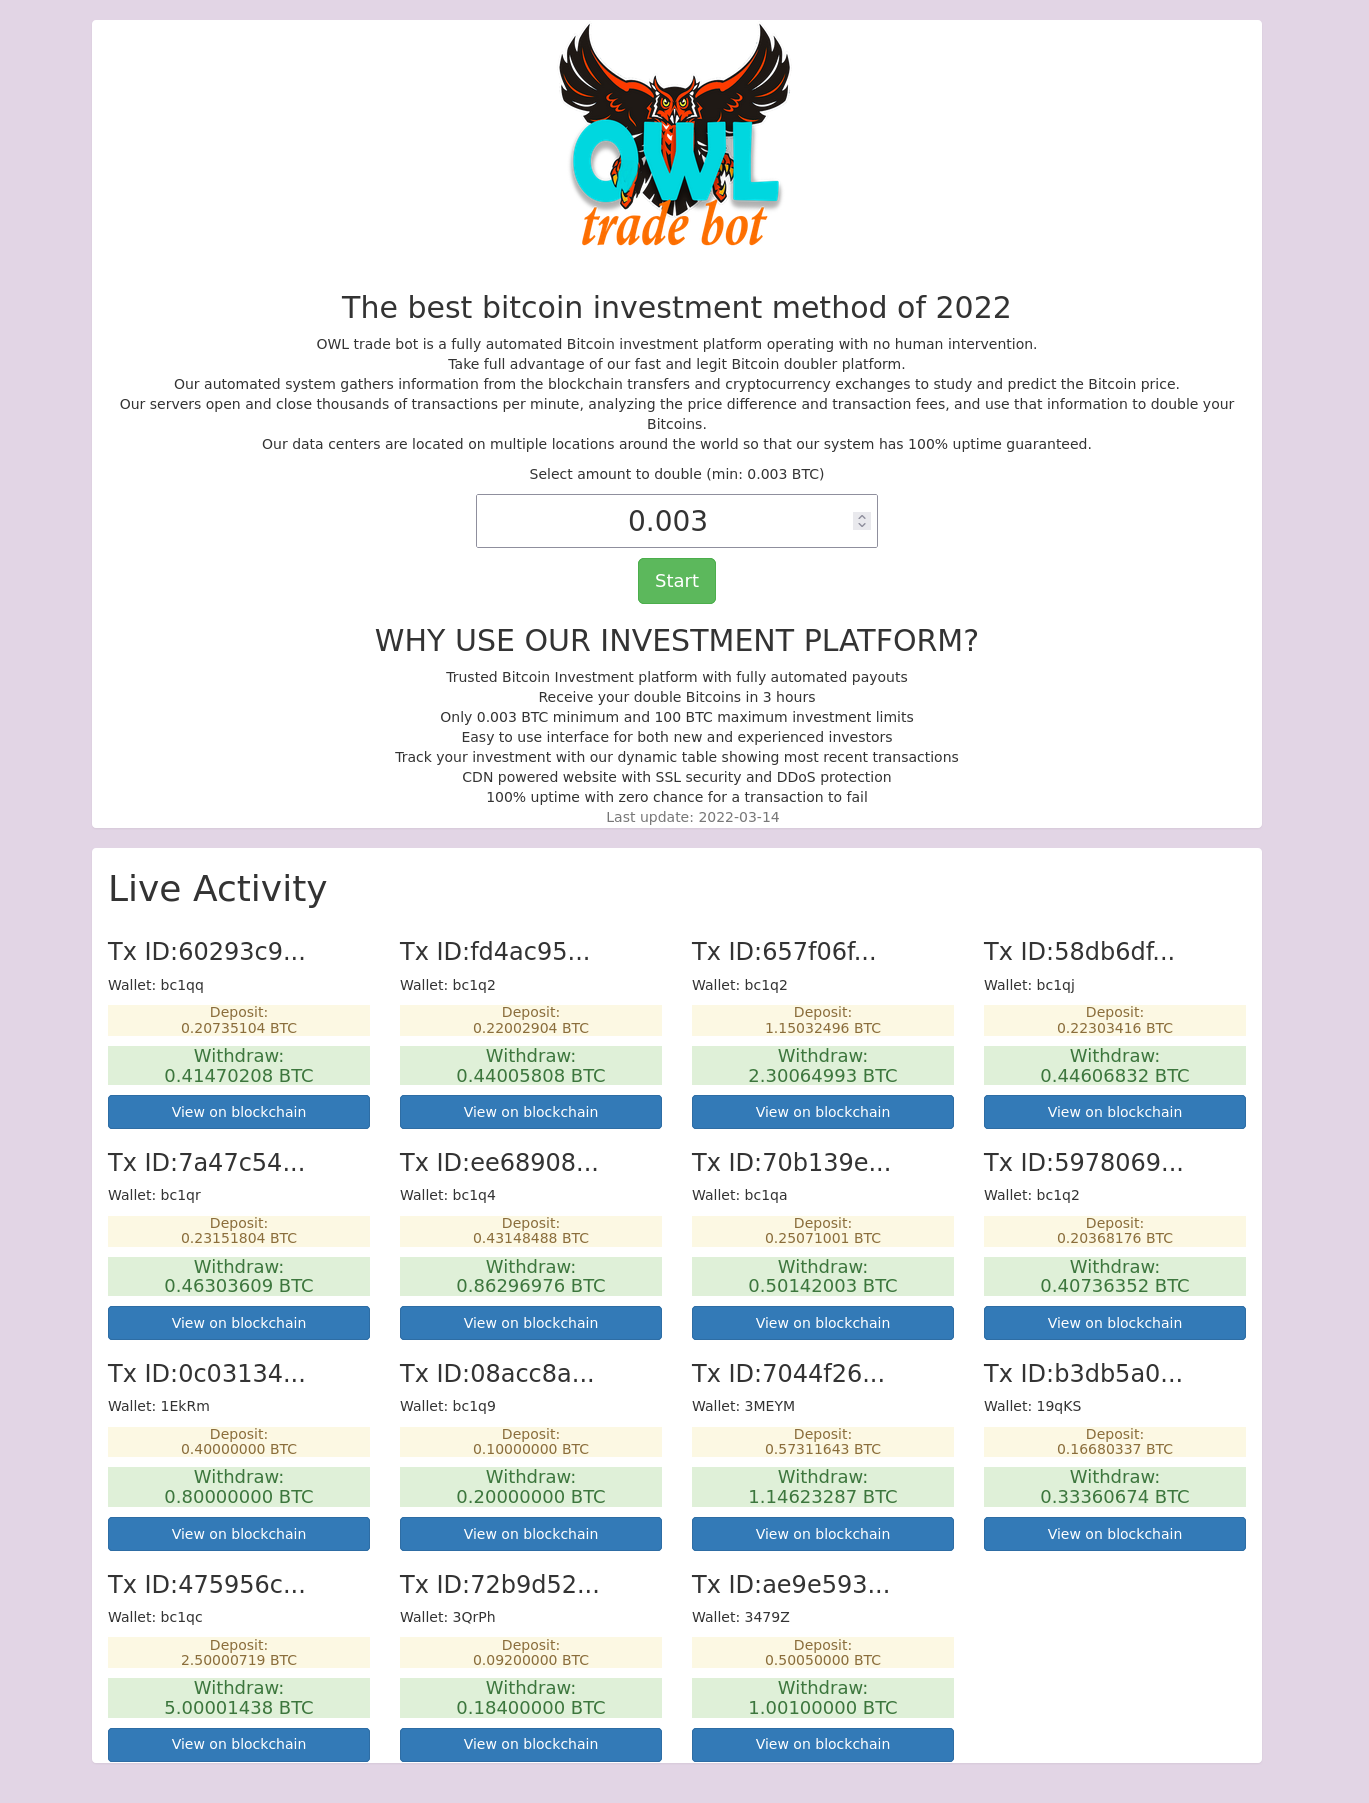 OWL
trade bot
The best bitcoin investment method of 2022
OWL trade bot is a fully automated Bitcoin investment platform operating with no human intervention.
Take full advantage of our fast and legit Bitcoin doubler platform.
Our automated system gathers information from the blockchain transfers and cryptocurrency exchanges to study and predict the Bitcoin price.
Our servers open and close thousands of transactions per minute, analyzing the price difference and transaction fees, and use that information to double your
Bitcoins.
Our data centers are located on multiple locations around the world so that our system has 100% uptime guaranteed.
Select amount to double (min: 0.003 BTC)
0.003
Start
WHY USE OUR INVESTMENT PLATFORM?
Trusted Bitcoin Investment platform with fully automated payouts
Receive your double Bitcoins in 3 hours
Only 0.003 BTC minimum and 100 BTC maximum investment limits
Easy to use interface for both new and experienced investors
Track your investment with our dynamic table showing most recent transactions
CDN powered website with SSL security and DDoS protection
100% uptime with zero chance for a transaction to fail
Last update: 2022-03-14
Live Activity
Tx ID:60293c9...
Wallet: bc1qq
Deposit:
0.20735104 BTC
Withdraw:
0.41470208 BTC
View on blockchain
Tx ID:fd4ac95...
Wallet: bc1q2
Deposit:
0.22002904 BTC
Withdraw:
0.44005808 BTC
View on blockchain
Tx ID:657f06f...
Wallet: bc1q2
Deposit:
1.15032496 BTC
Withdraw:
2.30064993 BTC
View on blockchain
Tx ID:58db6df...
Wallet: bc1qj
Deposit:
0.22303416 BTC
Withdraw:
0.44606832 BTC
View on blockchain
Tx ID:7a47c54...
Wallet: bc1qr
Deposit:
0.23151804 BTC
Withdraw:
0.46303609 BTC
View on blockchain
Tx ID:ee68908...
Wallet: bc1q4
Deposit:
0.43148488 BTC
Withdraw:
0.86296976 BTC
View on blockchain
Tx ID:70b139e...
Wallet: bc1qa
Deposit:
0.25071001 BTC
Withdraw:
0.50142003 BTC
View on blockchain
Tx ID:5978069...
Wallet: bc1q2
Deposit:
0.20368176 BTC
Withdraw:
0.40736352 BTC
View on blockchain
Tx ID:0c03134...
Wallet: 1EkRm
Deposit:
0.40000000 BTC
Withdraw:
0.80000000 BTC
View on blockchain
Tx ID:08acc8a...
Wallet: bc1q9
Deposit:
0.10000000 BTC
Withdraw:
0.20000000 BTC
View on blockchain
Tx ID:7044f26...
Wallet: 3MEYM
Deposit:
0.57311643 BTC
Withdraw:
1.14623287 BTC
View on blockchain
Tx ID:b3db5a0...
Wallet: 19qKS
Deposit:
0.16680337 BTC
Withdraw:
0.33360674 BTC
View on blockchain
Tx ID:475956c...
Wallet: bc1qc
Deposit:
2.50000719 BTC
Withdraw:
5.00001438 BTC
View on blockchain
Tx ID:72b9d52...
Wallet: 3QrPh
Deposit:
0.09200000 BTC
Withdraw:
0.18400000 BTC
View on blockchain
Tx ID:ae9e593...
Wallet: 3479Z
Deposit:
0.50050000 BTC
Withdraw:
1.00100000 BTC
View on blockchain